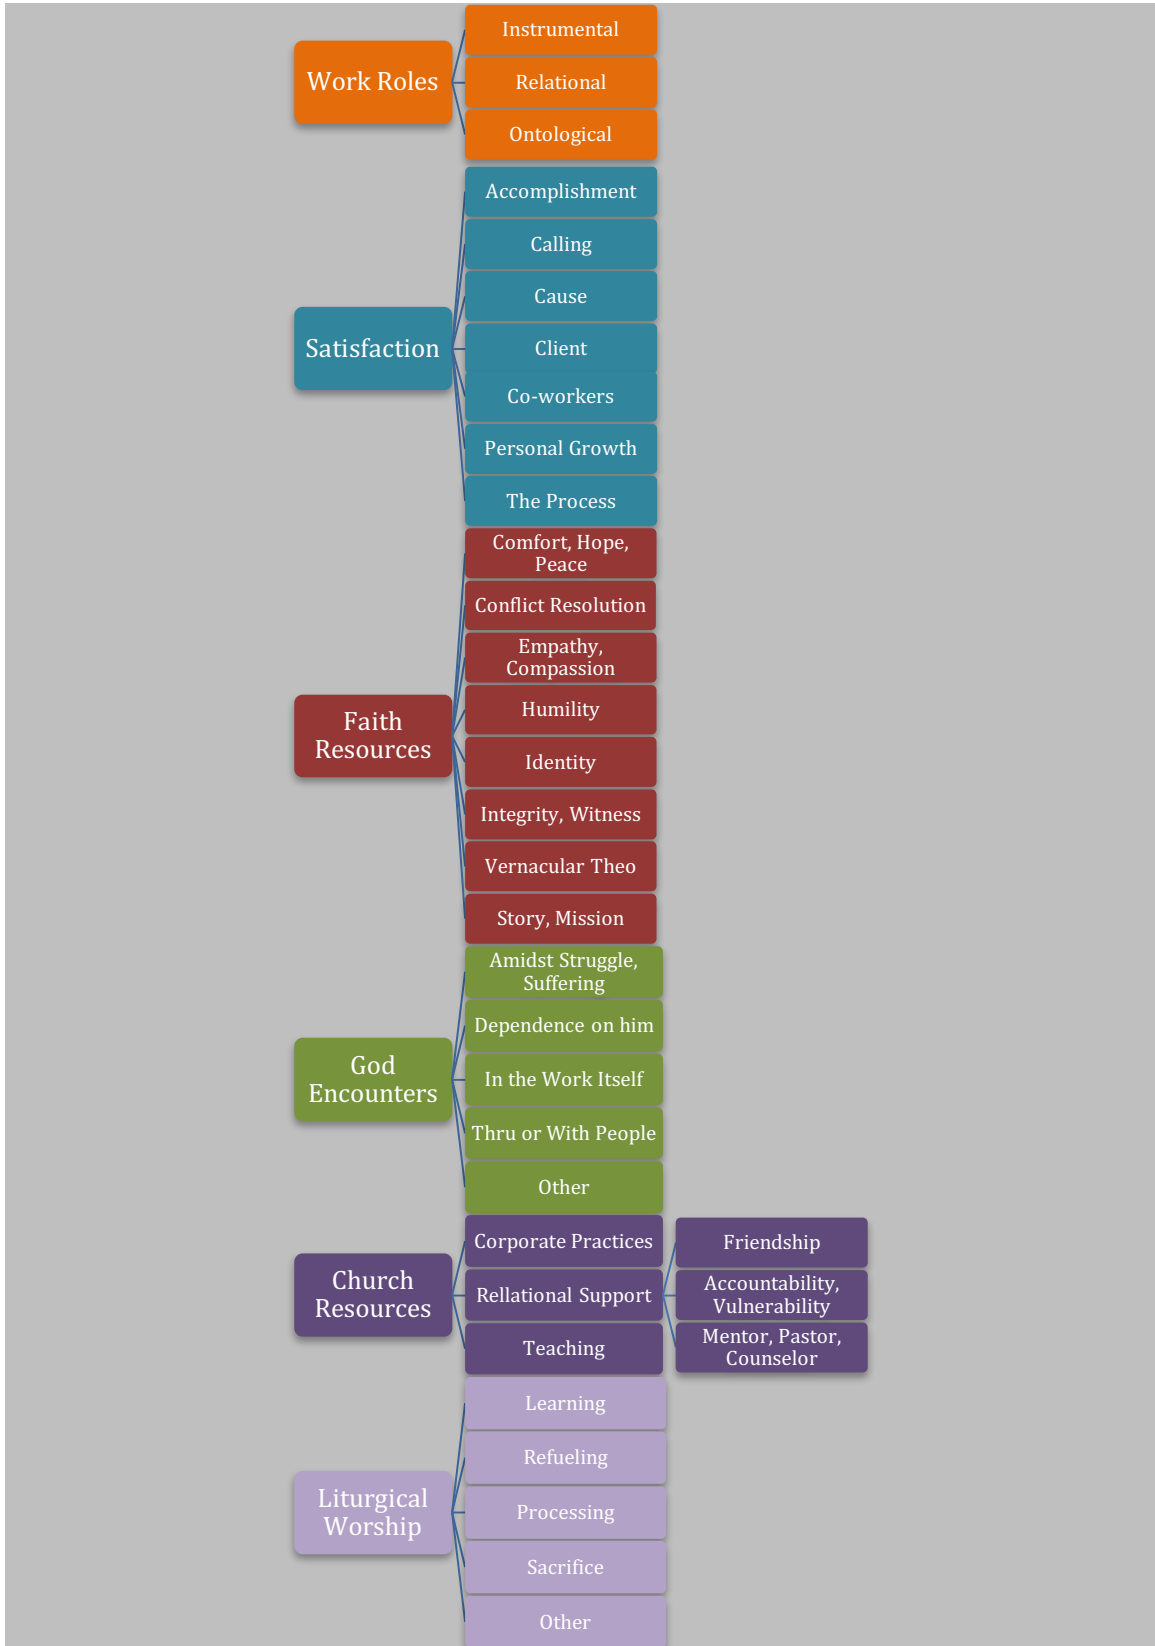 Work Roles
Instrumental
Relational
Ontological
Satisfaction
Accomplishment
Calling
Cause
Client
Co-workers
Personal Growth
The Process
Faith
Resources
Comfort, Hope,
Peace
Conflict Resolution
Empathy,
Compassion
Humility
Identity
Integrity, Witness
Vernacular Theo
Story, Mission
God
Encounters
Amidst Struggle,
Suffering
Dependence on him
In the Work Itself
Thru or With People
Other
Church
Resources
Corporate Practices
Rellational Support
Friendship
Accountability,
Vulnerability
Mentor, Pastor,
Counselor
Teaching
Liturgical
Worship
Learning
Refueling
Processing
Sacrifice
Other